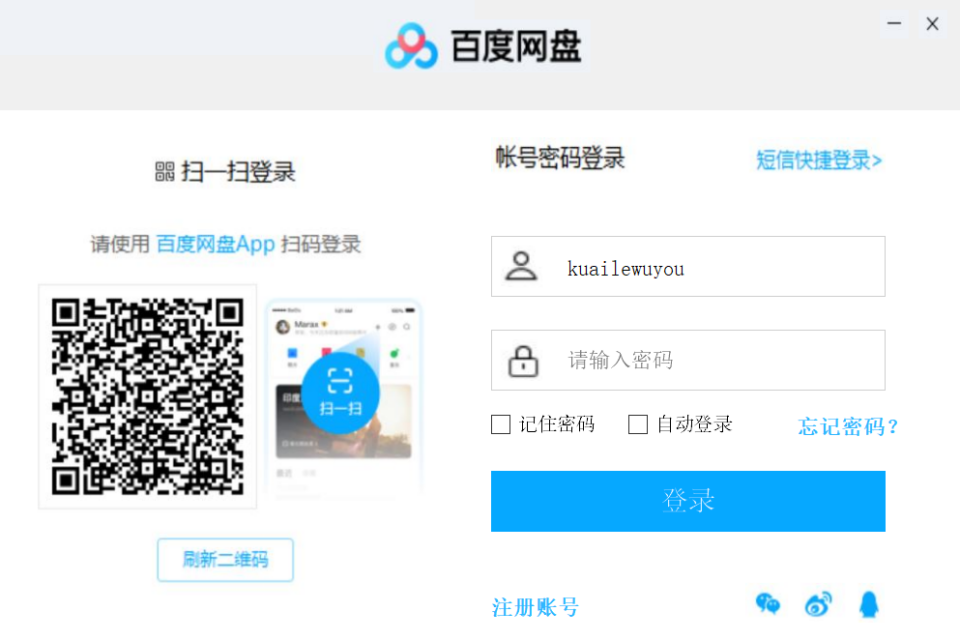 百度网盘
扫一扫登录
请使用 百度网盘App 扫码登录
Marax
扫一扫
刷新二维码
帐号密码登录
短信快捷登录>
kuailewuyou
请输入密码
记住密码 自动登录 忘记密码？
登录
注册账号